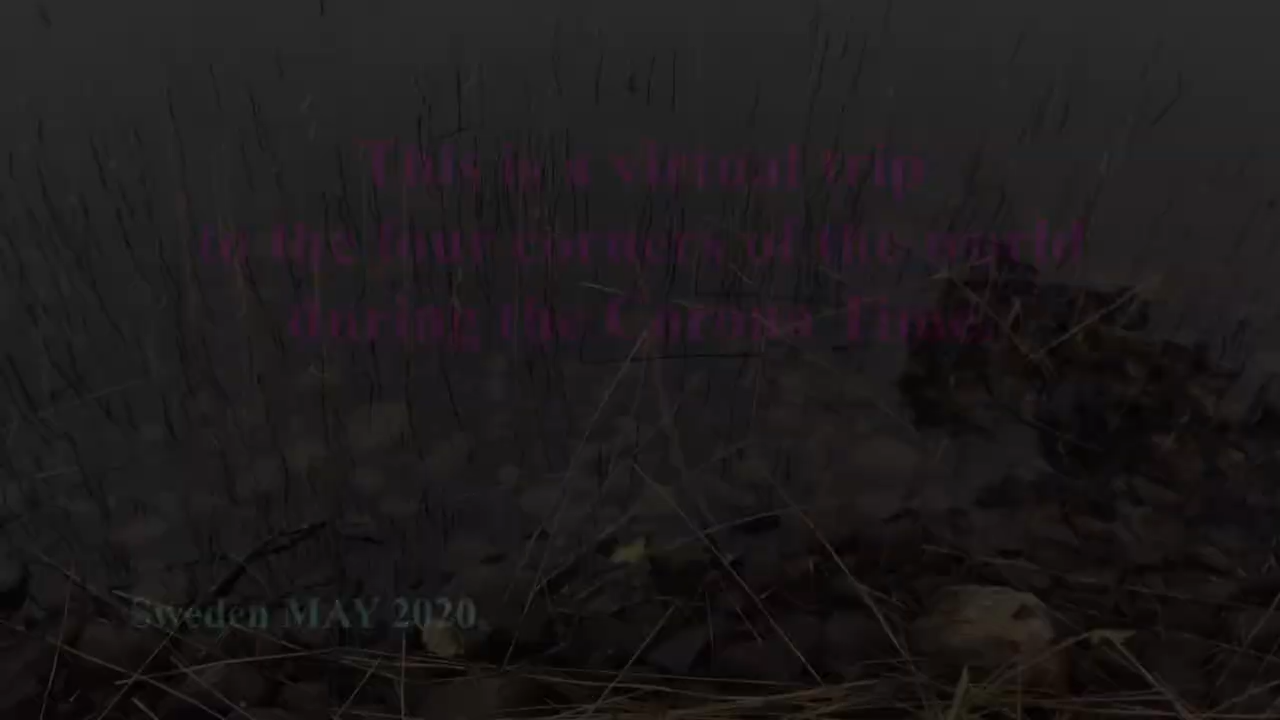 This is a virtual trip
to the four corners of the world
during the Corona Time.
Sweden MAY 2020